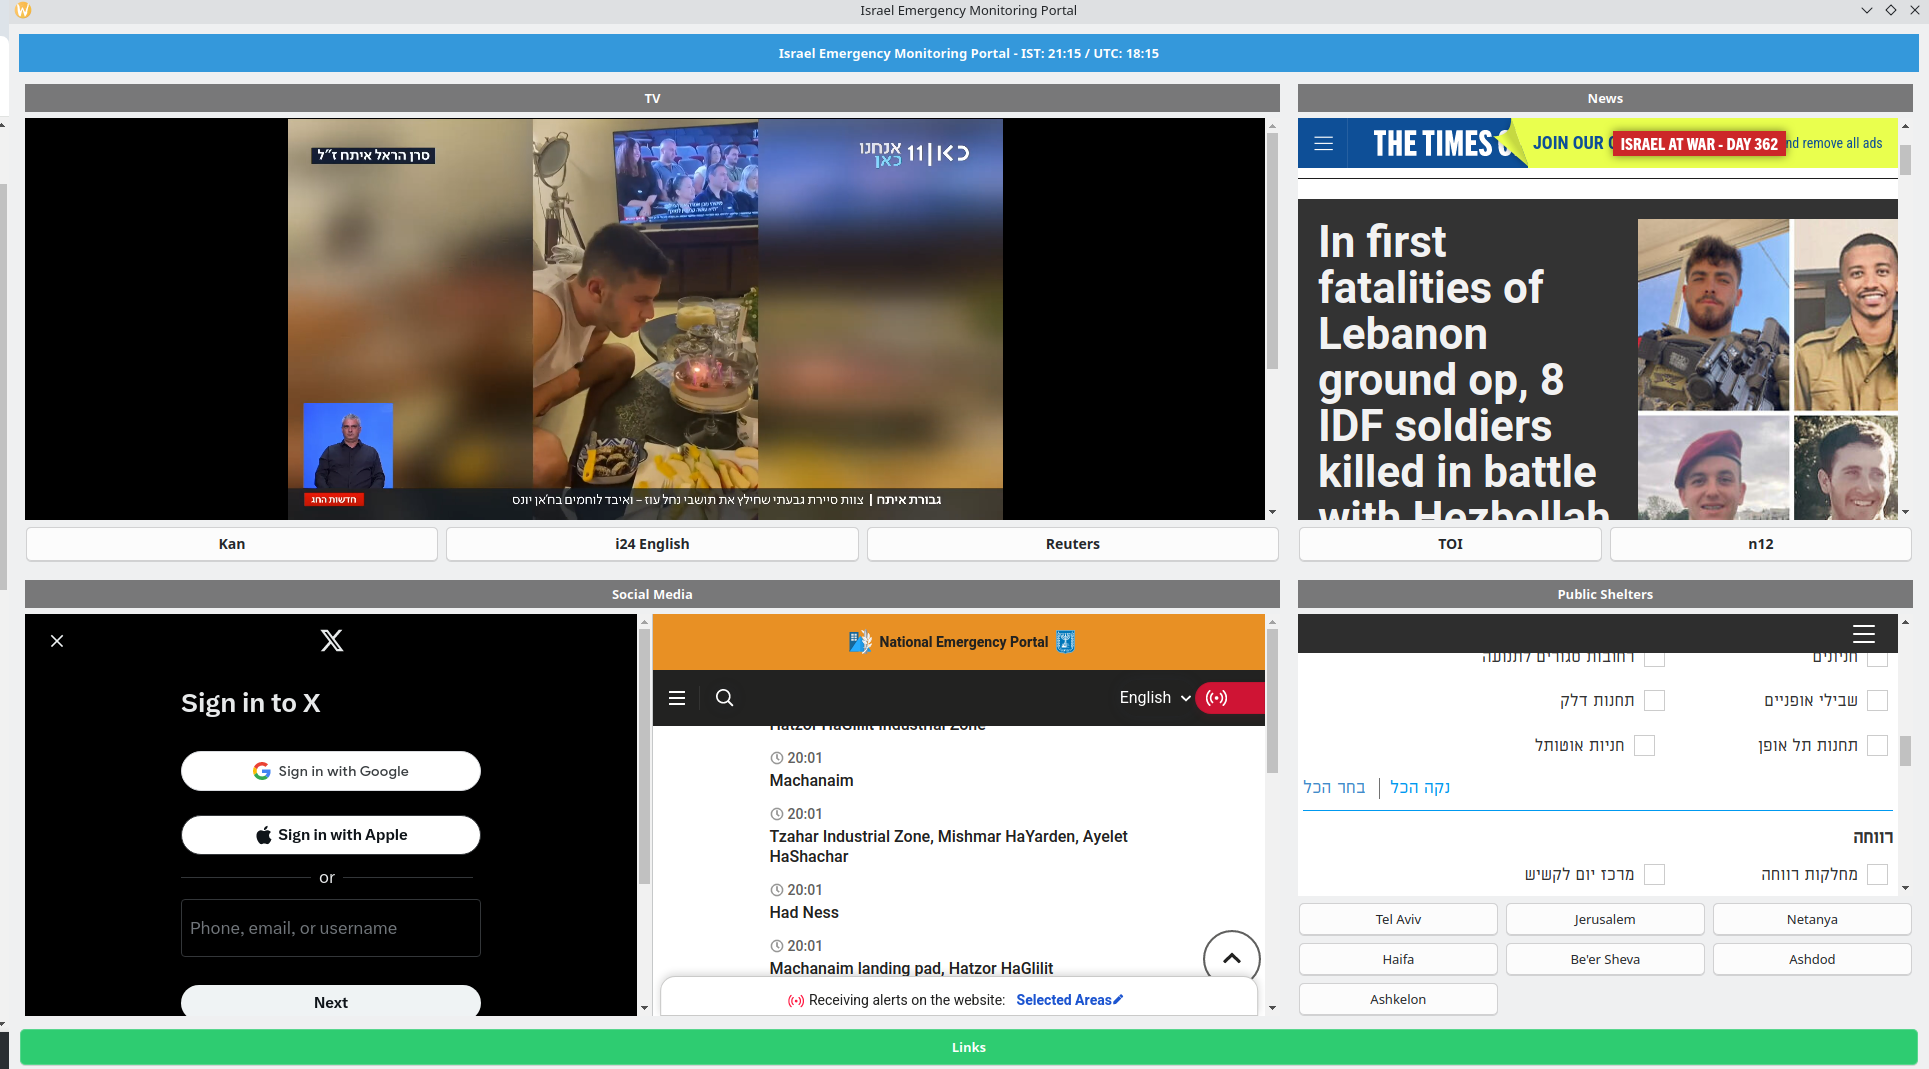 Israel Emergency Monitoring Portal
Israel Emergency Monitoring Portal - IST: 21:15 / UTC: 18:15
TV
סרן הראל איתח ז״ל
כאן 11 אנחנו
כאן
חדשות החג
גבורת איתח | צוות סיירת גבעתי שחילץ את תושבי נחל עוז – ואיבד לוחמים בח'אן יונס
Kan
i24 English
Reuters
News
THE TIMES O
JOIN OUR C
ISRAEL AT WAR - DAY 362
nd remove all ads
In first
fatalities of
Lebanon
ground op, 8
IDF soldiers
killed in battle
with Hezbollah
TOI
n12
Social Media
X
Sign in to X
Sign in with Google
Sign in with Apple
or
Phone, email, or username
Next
National Emergency Portal
English
Hatzor HaGlilit Industrial Zone
20:01
Machanaim
20:01
Tzahar Industrial Zone, Mishmar HaYarden, Ayelet
HaShachar
20:01
Had Ness
20:01
Machanaim landing pad, Hatzor HaGlilit
Receiving alerts on the website: Selected Areas
Public Shelters
חניונים
רחובות סגורים לתנועה
שבילי אופניים
תחנות דלק
תחנות תל אופן
חניות אוטותל
נקה הכל | בחר הכל
רווחה
מחלקות רווחה
מרכז יום לקשיש
Tel Aviv
Jerusalem
Netanya
Haifa
Be'er Sheva
Ashdod
Ashkelon
Links